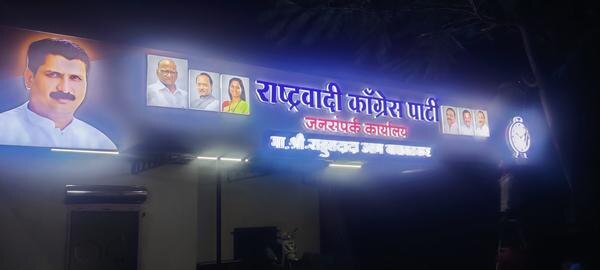 राष्ट्रवादी काँग्रेस पार्टी
जनसंपर्क कार्यालय
मा. श्री.